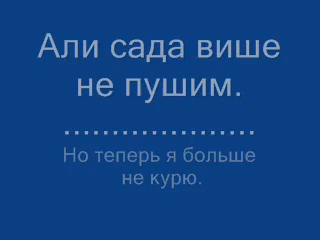 Али сада више
не пушим.
....................
Но теперь я больше
не курю.